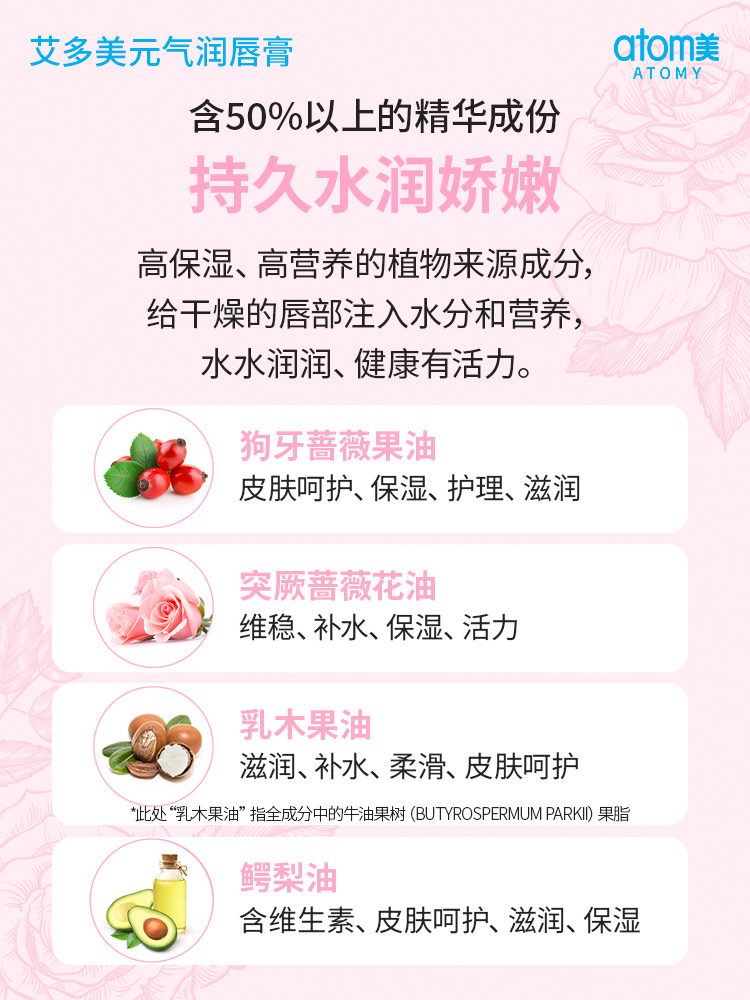 艾多美元气润唇膏
atom美
ATOMY
含50%以上的精华成份
持久水润娇嫩
高保湿、高营养的植物来源成分,
给干燥的唇部注入水分和营养,
水水润润、健康有活力。
狗牙蔷薇果油
皮肤呵护、保湿、护理、滋润
突厥蔷薇花油
维稳、补水、保湿、活力
乳木果油
滋润、补水、柔滑、皮肤呵护
*此处“乳木果油”指全成分中的牛油果树(BUTYROSPERMUM PARKII)果脂
鳄梨油
含维生素、皮肤呵护、滋润、保湿